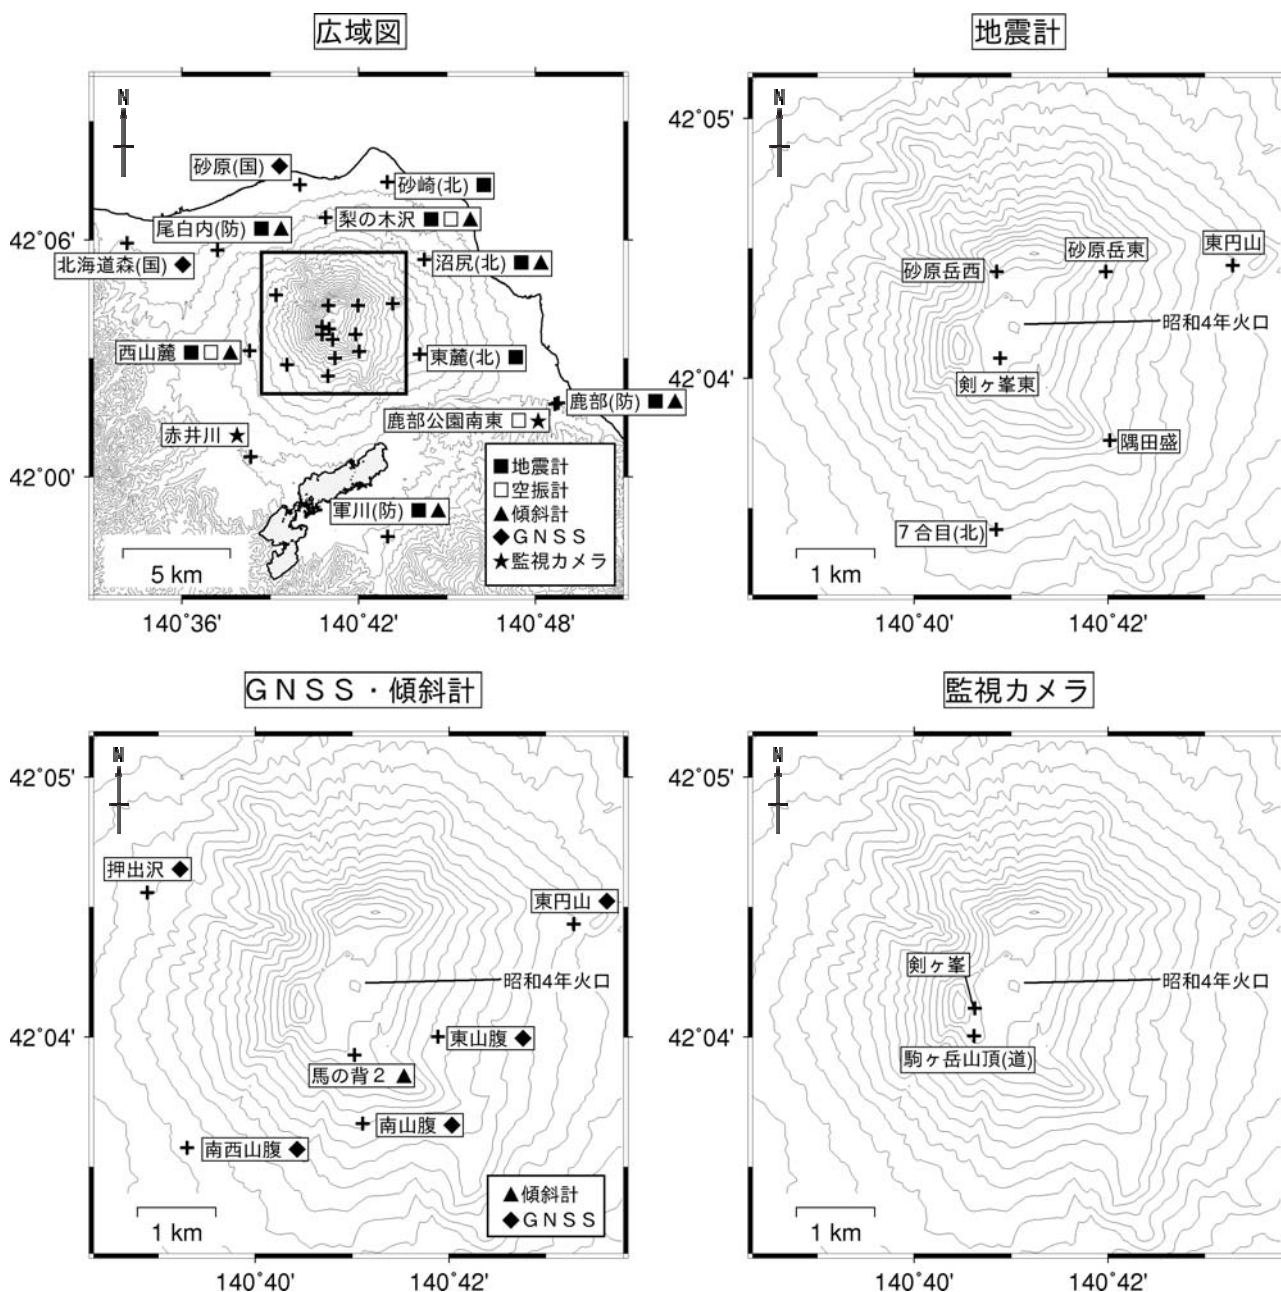 広域図
N
砂原(国) ◆
砂崎(北) ■
梨の木沢 ■ □ ▲
尾白内(防) ■ ▲
42°06'
北海道森(国) ◆
沼尻(北) ■ ▲
西山麓 ■ □ ▲
東麓(北) ■
鹿部(防) ■ ▲
鹿部公園南東 □ ★
赤井川 ★
42°00'
軍川(防) ■ ▲
■ 地震計
□ 空振計
▲ 傾斜計
◆ GNSS
★ 監視カメラ
5 km
140°36'
140°42'
140°48'
地震計
N
42°05'
東円山
砂原岳東
砂原岳西
昭和4年火口
42°04'
剣ヶ峯東
隅田盛
7合目(北)
1 km
140°40'
140°42'
GNSS・傾斜計
N
42°05'
押出沢 ◆
東円山 ◆
昭和4年火口
42°04'
東山腹 ◆
馬の背2 ▲
南山腹 ◆
南西山腹 ◆
▲ 傾斜計
◆ GNSS
1 km
140°40'
140°42'
監視カメラ
N
42°05'
剣ヶ峯
昭和4年火口
42°04'
駒ヶ岳山頂(道)
1 km
140°40'
140°42'